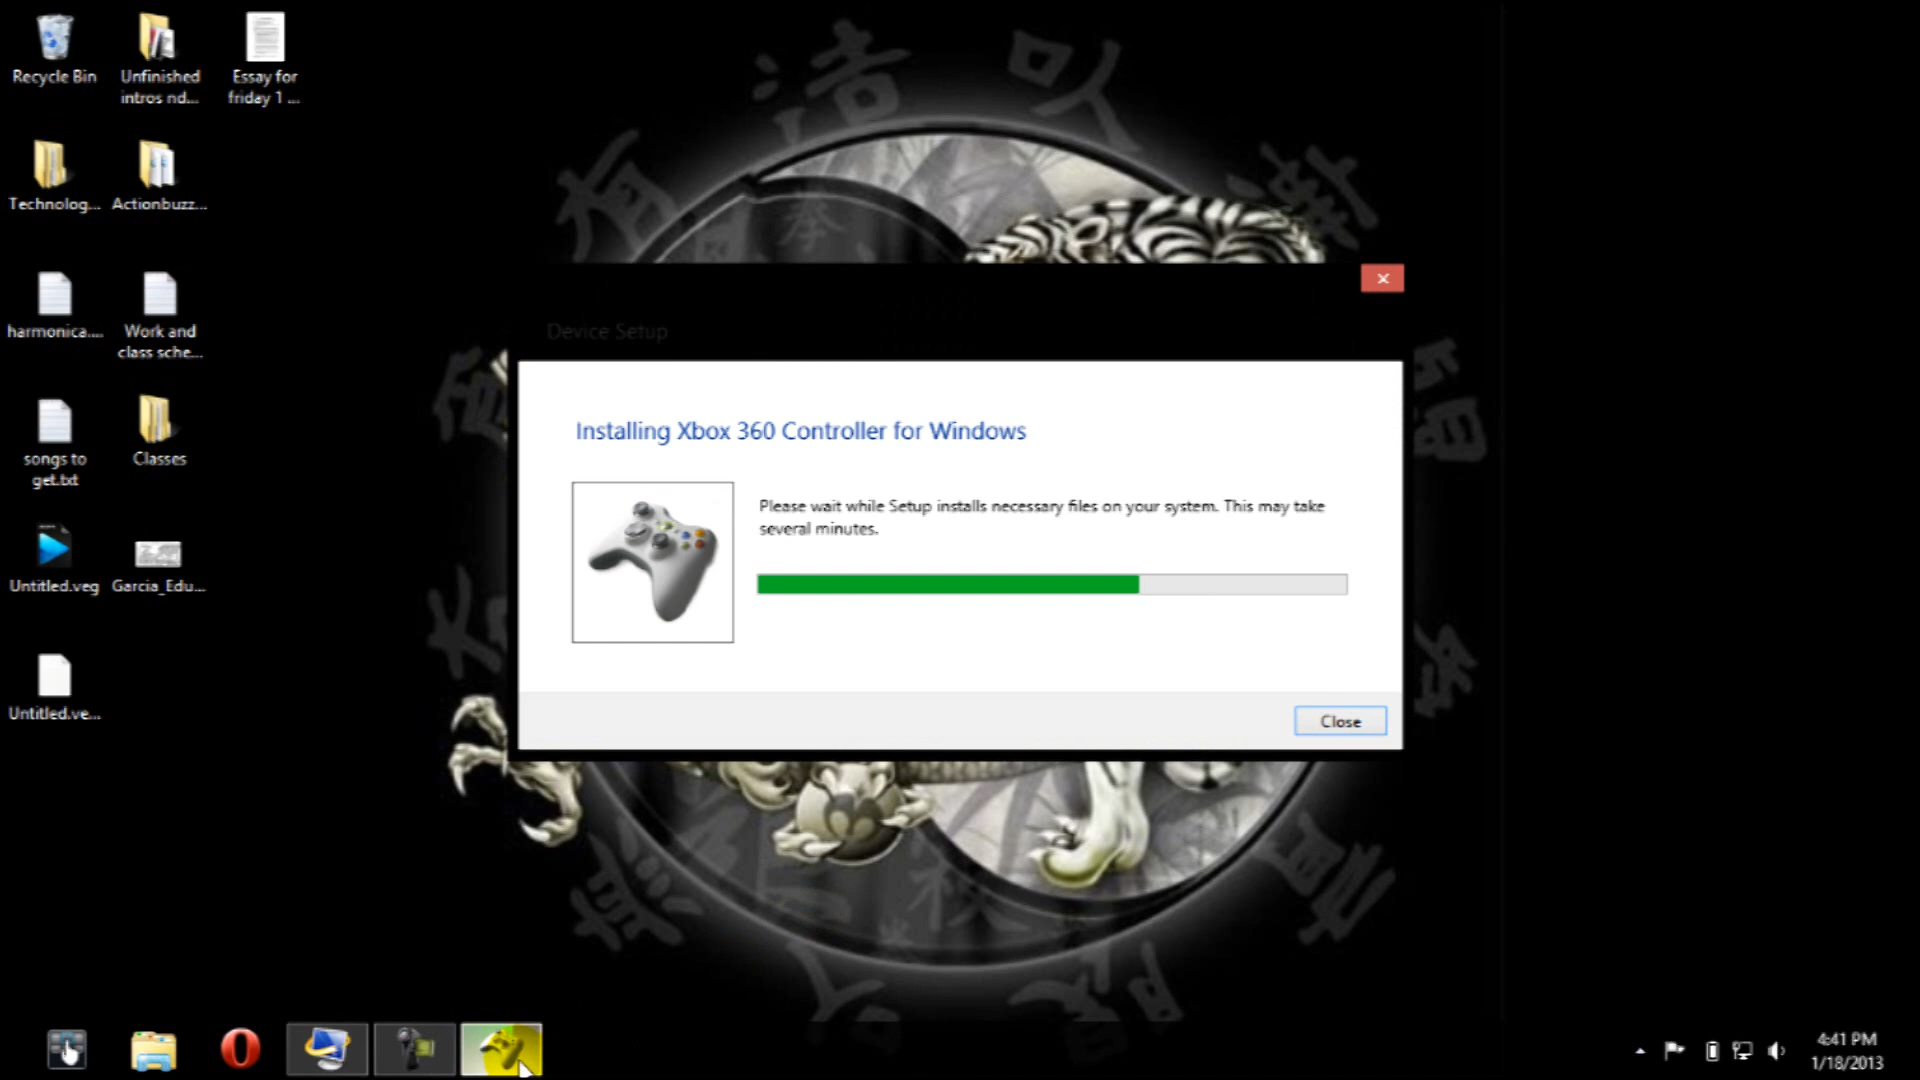 Recycle Bin
Unfinished
intros nd...
Essay for
friday 1 ...
Technolog...
Actionbuzz...
harmonica....
Work and
class sche...
songs to
get.txt
Classes
Untitled.veg
Garcia_Edu...
Untitled.ve...
Device Setup
Installing Xbox 360 Controller for Windows
Please wait while Setup installs necessary files on your system. This may take
several minutes.
Close
4:41 PM
1/18/2013